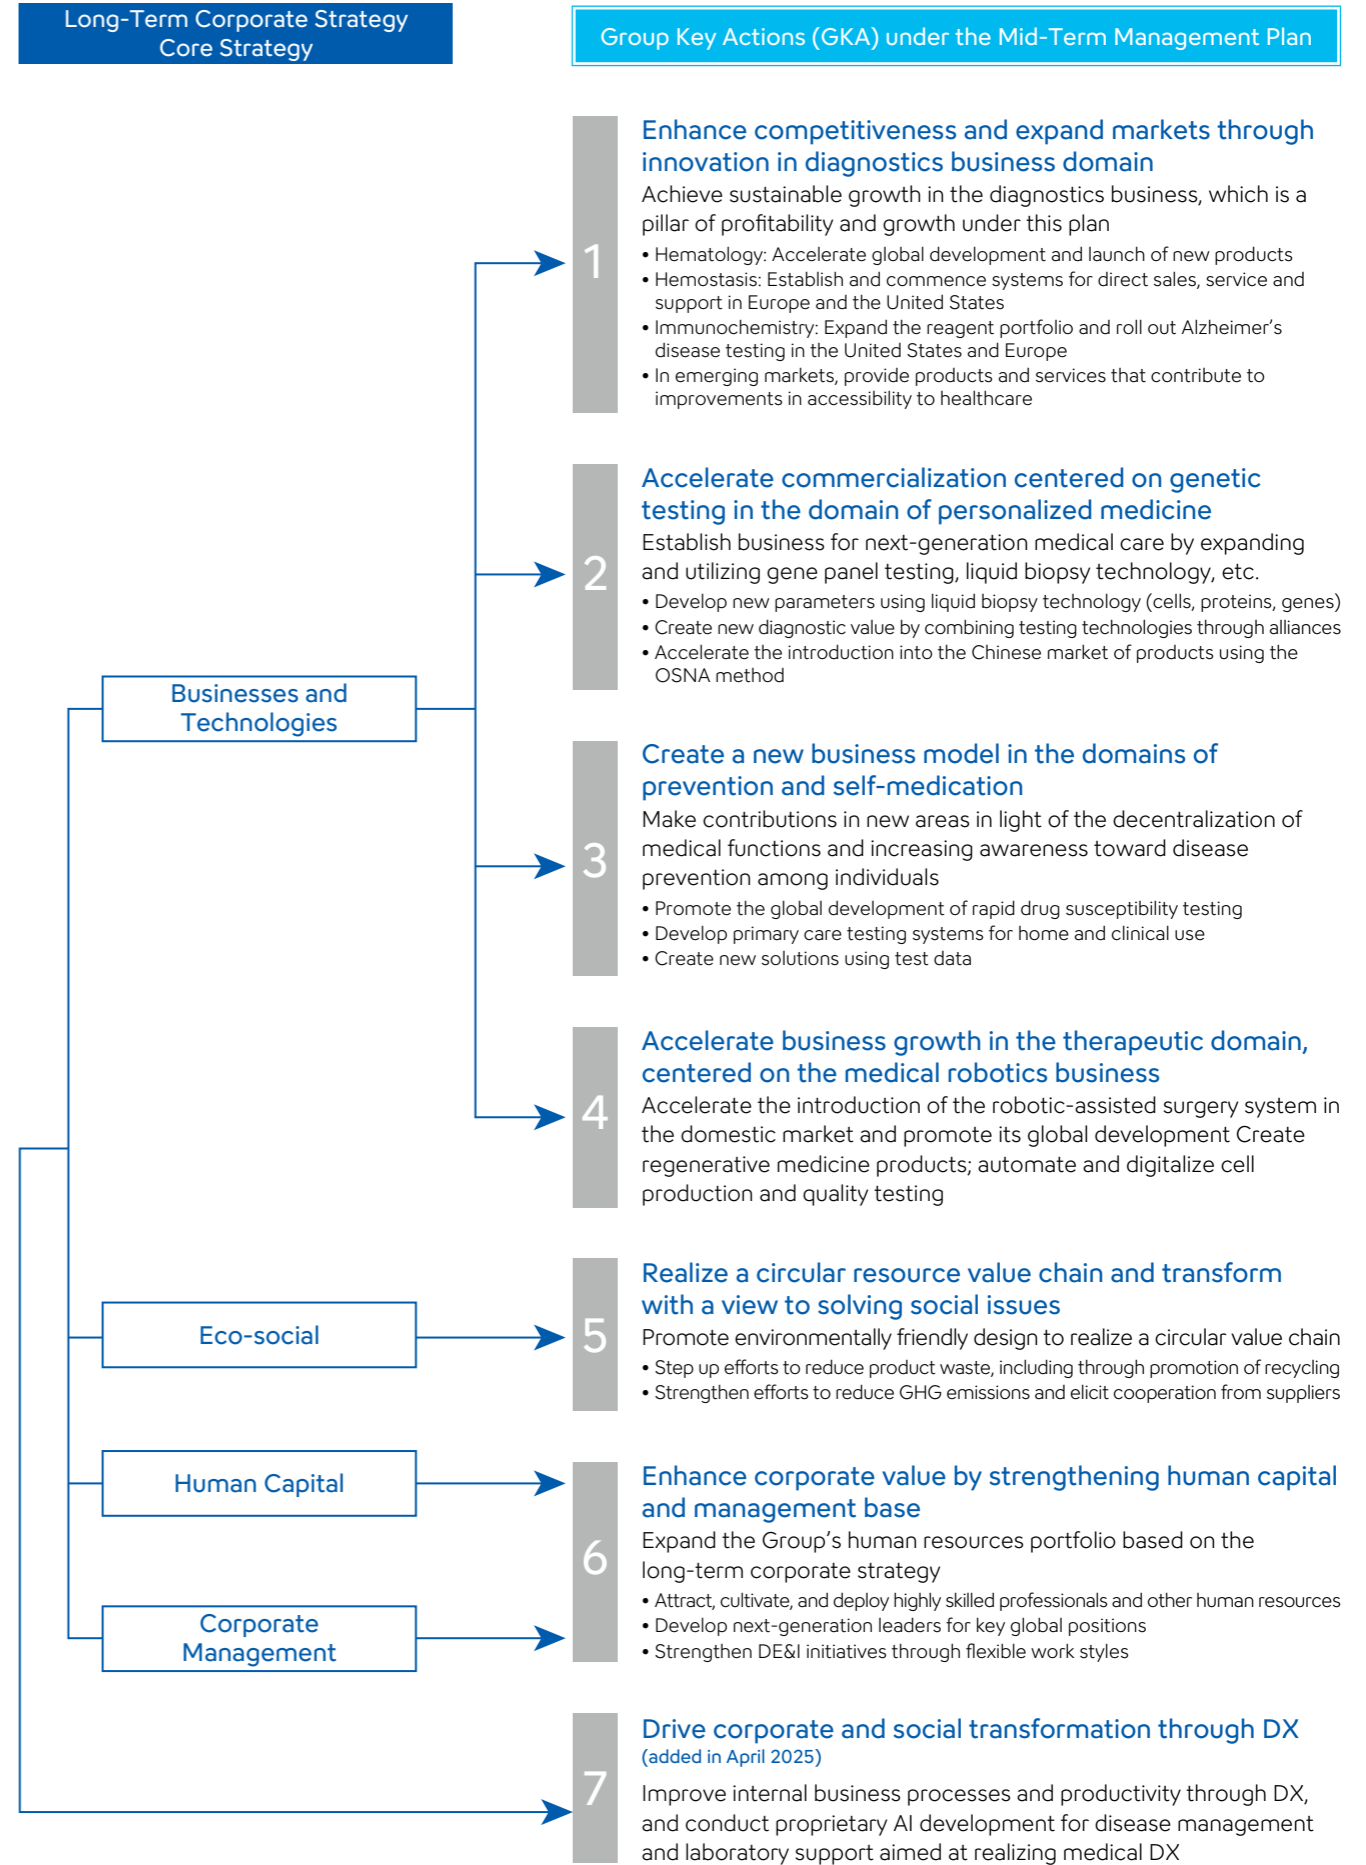 Long-Term Corporate Strategy
Core Strategy
Group Key Actions (GKA) under the Mid-Term Management Plan
Businesses and
Technologies
Eco-social
Human Capital
Corporate
Management
1
Enhance competitiveness and expand markets through
innovation in diagnostics business domain
Achieve sustainable growth in the diagnostics business, which is a
pillar of profitability and growth under this plan
• Hematology: Accelerate global development and launch of new products
• Hemostasis: Establish and commence systems for direct sales, service and
support in Europe and the United States
• Immunochemistry: Expand the reagent portfolio and roll out Alzheimer's
disease testing in the United States and Europe
• In emerging markets, provide products and services that contribute to
improvements in accessibility to healthcare
2
Accelerate commercialization centered on genetic
testing in the domain of personalized medicine
Establish business for next-generation medical care by expanding
and utilizing gene panel testing, liquid biopsy technology, etc.
• Develop new parameters using liquid biopsy technology (cells, proteins, genes)
• Create new diagnostic value by combining testing technologies through alliances
• Accelerate the introduction into the Chinese market of products using the
OSNA method
3
Create a new business model in the domains of
prevention and self-medication
Make contributions in new areas in light of the decentralization of
medical functions and increasing awareness toward disease
prevention among individuals
• Promote the global development of rapid drug susceptibility testing
• Develop primary care testing systems for home and clinical use
• Create new solutions using test data
4
Accelerate business growth in the therapeutic domain,
centered on the medical robotics business
Accelerate the introduction of the robotic-assisted surgery system in
the domestic market and promote its global development Create
regenerative medicine products; automate and digitalize cell
production and quality testing
5
Realize a circular resource value chain and transform
with a view to solving social issues
Promote environmentally friendly design to realize a circular value chain
• Step up efforts to reduce product waste, including through promotion of recycling
• Strengthen efforts to reduce GHG emissions and elicit cooperation from suppliers
6
Enhance corporate value by strengthening human capital
and management base
Expand the Group's human resources portfolio based on the
long-term corporate strategy
• Attract, cultivate, and deploy highly skilled professionals and other human resources
• Develop next-generation leaders for key global positions
• Strengthen DE&I initiatives through flexible work styles
7
Drive corporate and social transformation through DX
(added in April 2025)
Improve internal business processes and productivity through DX,
and conduct proprietary AI development for disease management
and laboratory support aimed at realizing medical DX